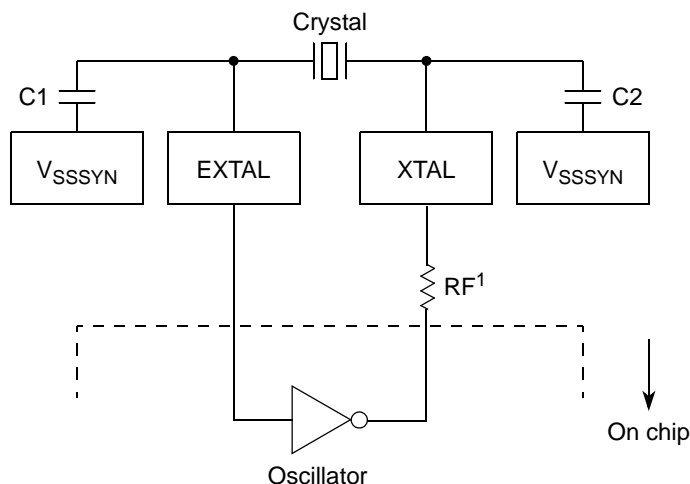 Crystal
C1
C2
VSSSYN
EXTAL
XTAL
VSSSYN
RF1
On chip
Oscillator